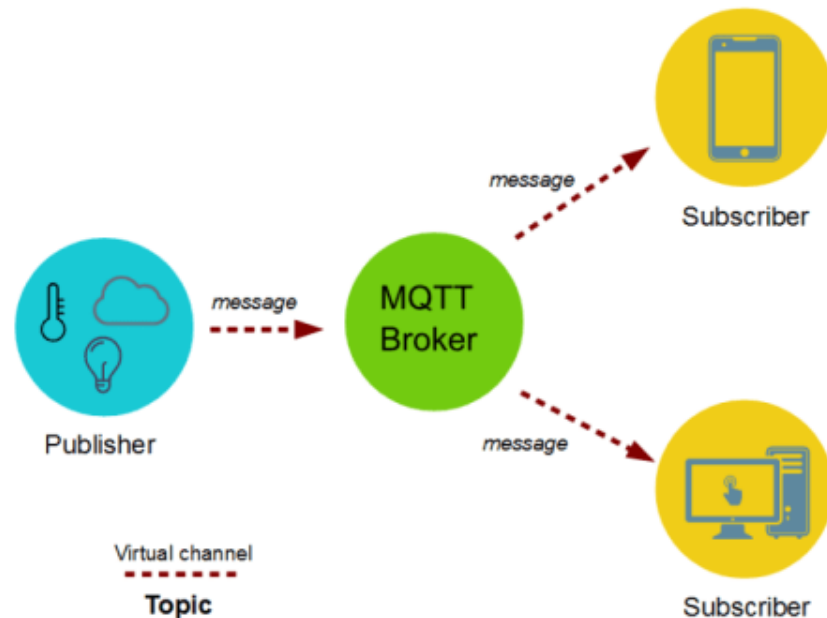 message
Subscriber
message
MQTT
Broker
Publisher
message
Virtual channel
Topic
Subscriber